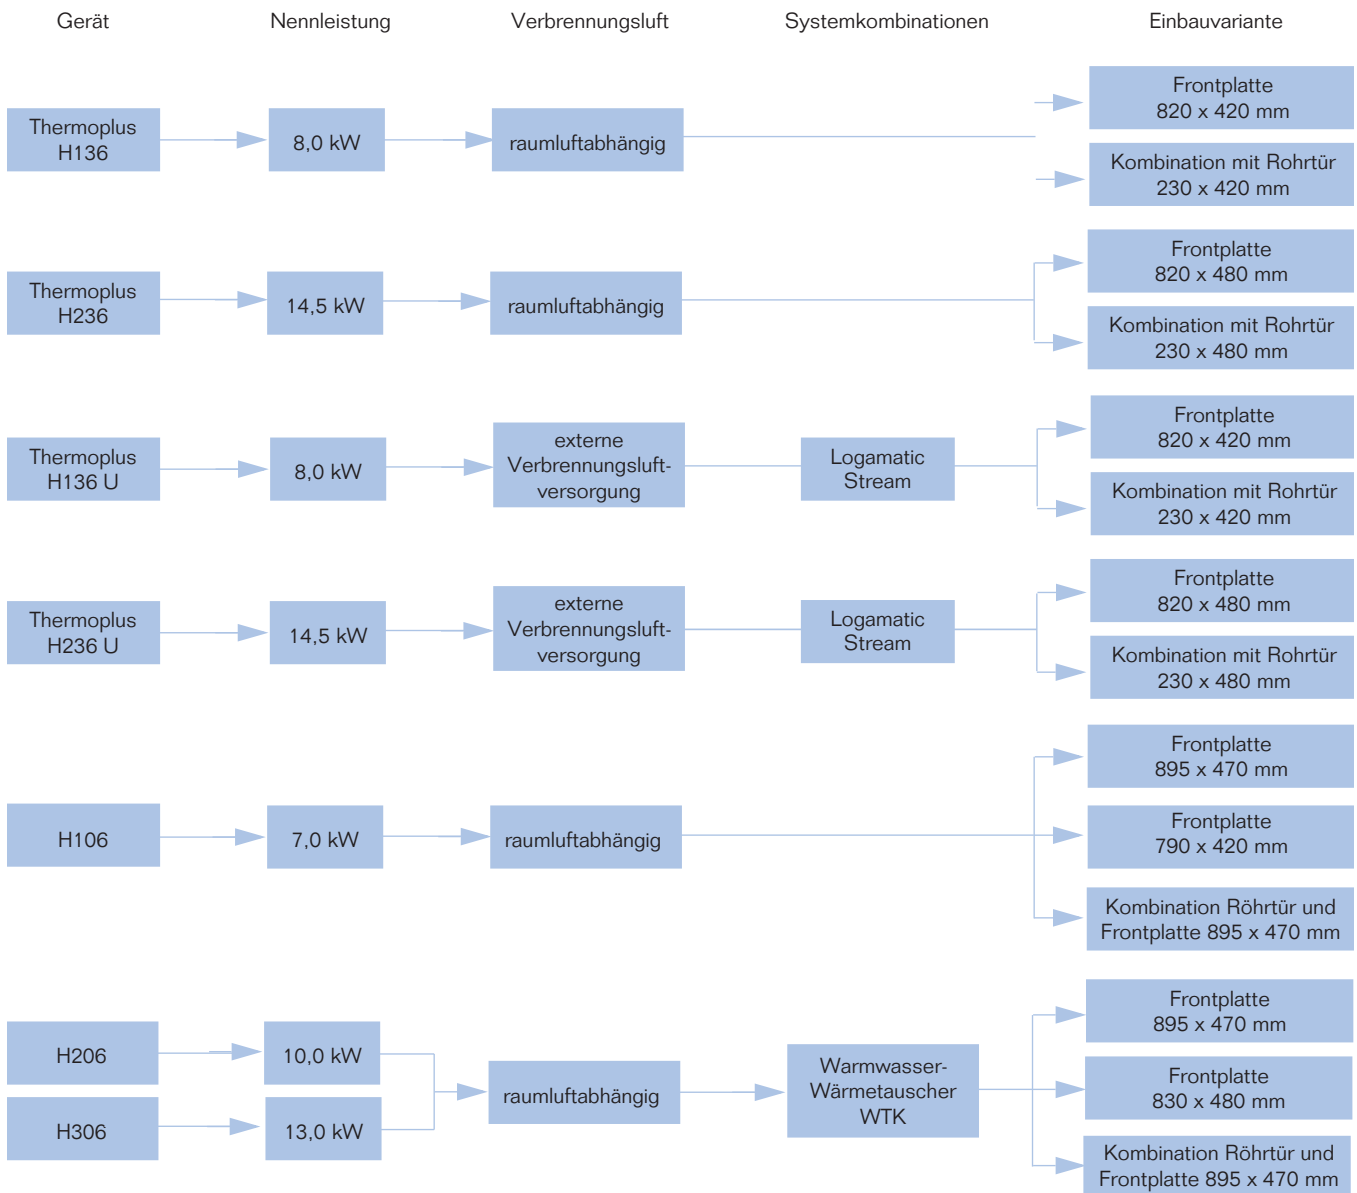 Gerät
Nennleistung
Verbrennungsluft
Systemkombinationen
Einbauvariante
Thermoplus
H136
8,0 kW
raumluftabhängig
Frontplatte
820 x 420 mm
Kombination mit Rohrtür
230 x 420 mm
Thermoplus
H236
14,5 kW
raumluftabhängig
Frontplatte
820 x 480 mm
Kombination mit Rohrtür
230 x 480 mm
Thermoplus
H136 U
8,0 kW
externe
Verbrennungsluft-
versorgung
Logamatic
Stream
Frontplatte
820 x 420 mm
Kombination mit Rohrtür
230 x 420 mm
Thermoplus
H236 U
14,5 kW
externe
Verbrennungsluft-
versorgung
Logamatic
Stream
Frontplatte
820 x 480 mm
Kombination mit Rohrtür
230 x 480 mm
H106
7,0 kW
raumluftabhängig
Frontplatte
895 x 470 mm
Frontplatte
790 x 420 mm
Kombination Röhrtür und
Frontplatte 895 x 470 mm
H206
10,0 kW
H306
13,0 kW
raumluftabhängig
Warmwasser-
Wärmetauscher
WTK
Frontplatte
895 x 470 mm
Frontplatte
830 x 480 mm
Kombination Röhrtür und
Frontplatte 895 x 470 mm